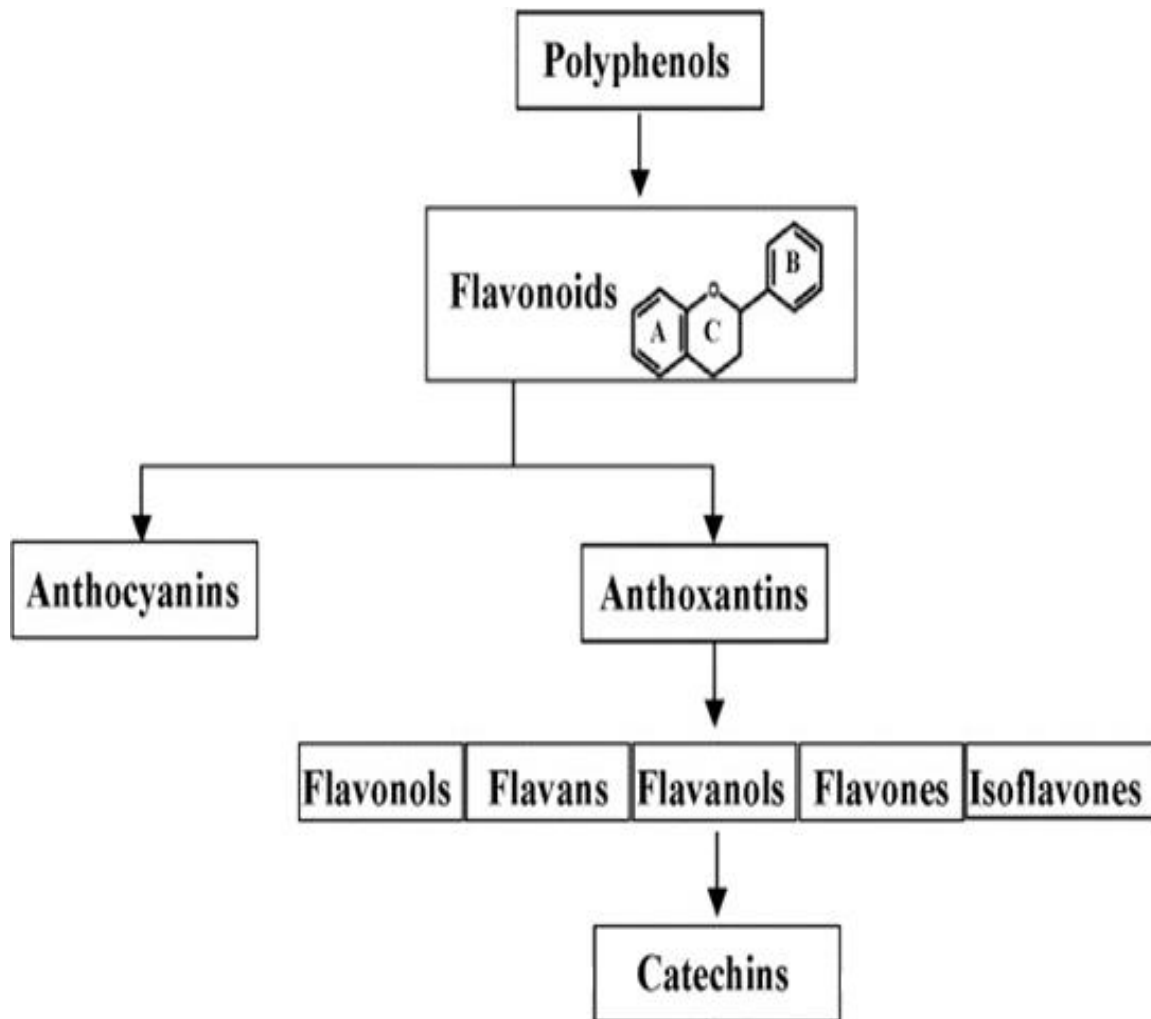 Polyphenols
Flavonoids
O
B
A
C
Anthocyanins
Anthoxantins
Flavonols
Flavans
Flavanols
Flavones
Isoflavones
Catechins